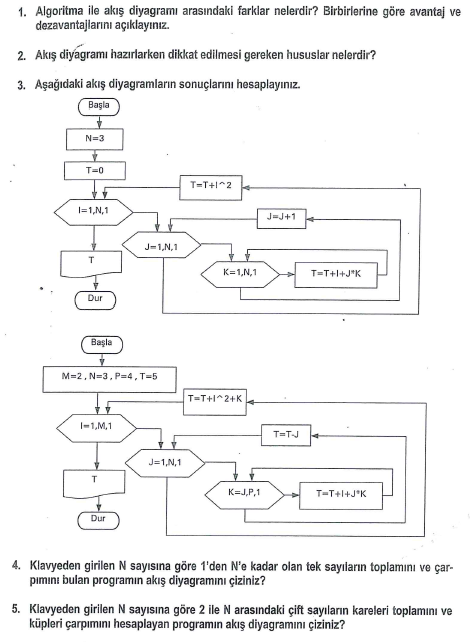 1. Algoritma ile akış diyagramı arasındaki farklar nelerdir? Birbirlerine göre avantaj ve
dezavantajlarını açıklayınız.
2. Akış diyagramı hazırlarken dikkat edilmesi gereken hususlar nelerdir?
3. Aşağıdaki akış diyagramların sonuçlarını hesaplayınız.
Başla
N=3
T=0
T=T+I^2
I=1,N,1
J=J+1
J=1,N,1
T
K=1,N,1
T=T+I+J*K
Dur
Başla
M=2 , N=3 , P=4 , T=5
T=T+I^2+K
I=1,M,1
T=T-J
J=1,N,1
T
K=J,P,1
T=T+I+J*K
Dur
4. Klavyeden girilen N sayısına göre 1'den N'e kadar olan tek sayıların toplamını ve çar-
pımını bulan programın akış diyagramını çiziniz?
5. Klavyeden girilen N sayısına göre 2 ile N arasındaki çift sayıların kareleri toplamını ve
küpleri çarpımını hesaplayan programın akış diyagramını çiziniz?